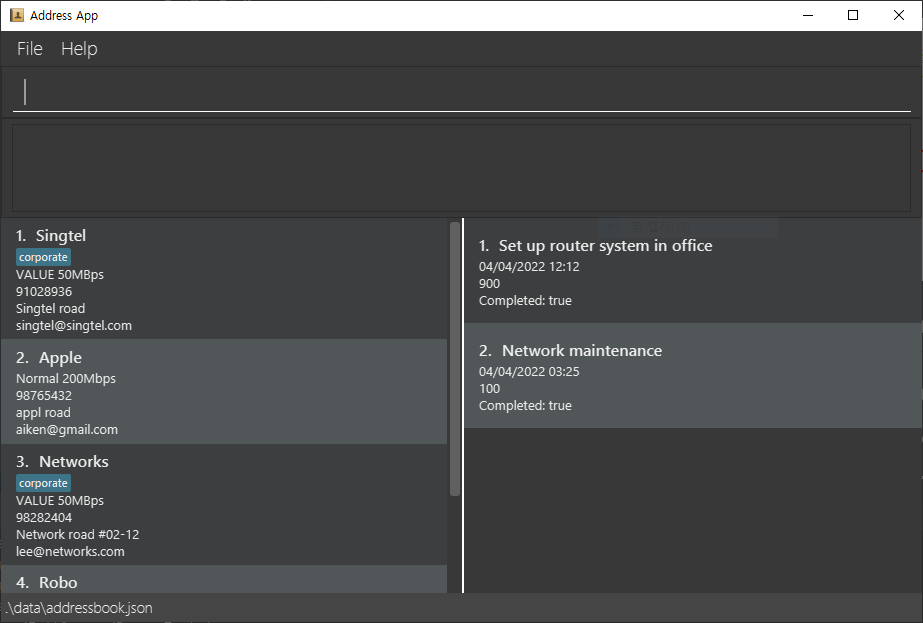 Address App
File Help
1. Singtel
corporate
VALUE 50MBps
91028936
Singtel road
singtel@singtel.com
2. Apple
Normal 200Mbps
98765432
appl road
aiken@gmail.com
3. Networks
corporate
VALUE 50MBps
98282404
Network road #02-12
lee@networks.com
4. Robo
1. Set up router system in office
04/04/2022 12:12
900
Completed: true
2. Network maintenance
04/04/2022 03:25
100
Completed: true
.\data\addressbook.json